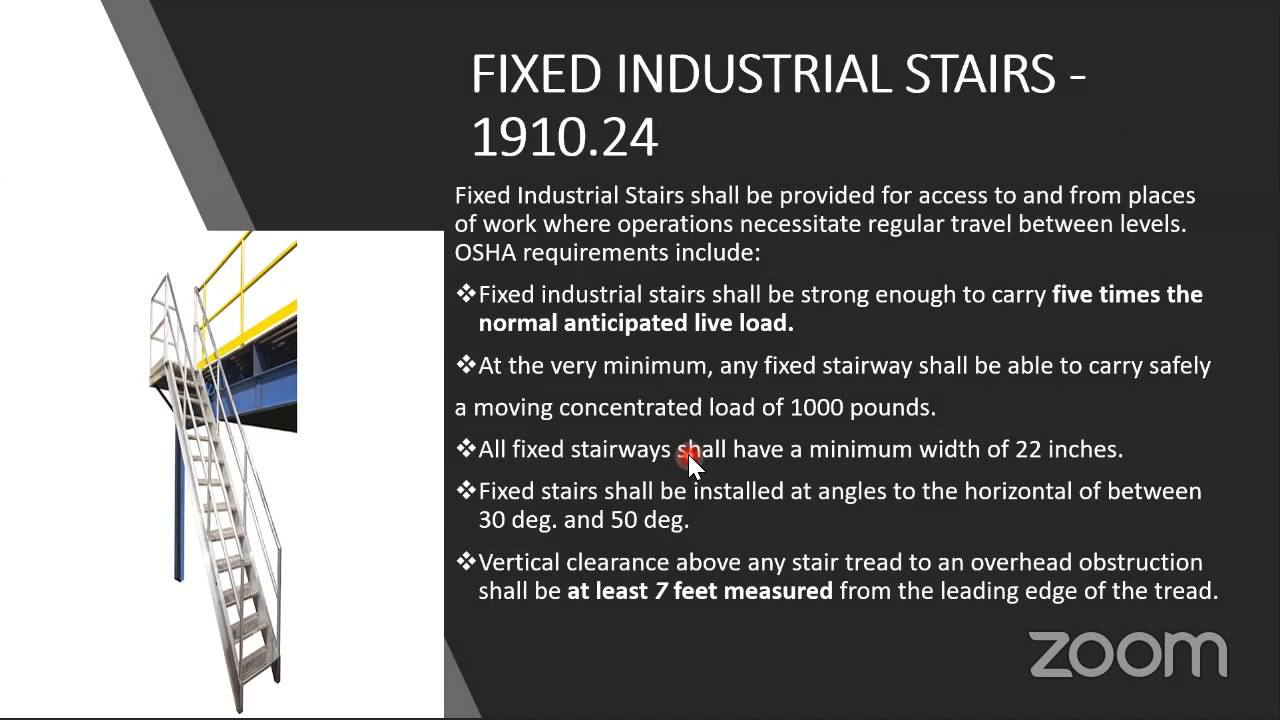 FIXED INDUSTRIAL STAIRS -
1910.24
Fixed Industrial Stairs shall be provided for access to and from places
of work where operations necessitate regular travel between levels.
OSHA requirements include:
❖Fixed industrial stairs shall be strong enough to carry five times the
normal anticipated live load.
❖At the very minimum, any fixed stairway shall be able to carry safely
a moving concentrated load of 1000 pounds.
❖All fixed stairways shall have a minimum width of 22 inches.
❖Fixed stairs shall be installed at angles to the horizontal of between
30 deg. and 50 deg.
❖Vertical clearance above any stair tread to an overhead obstruction
shall be at least 7 feet measured from the leading edge of the tread.
zoom